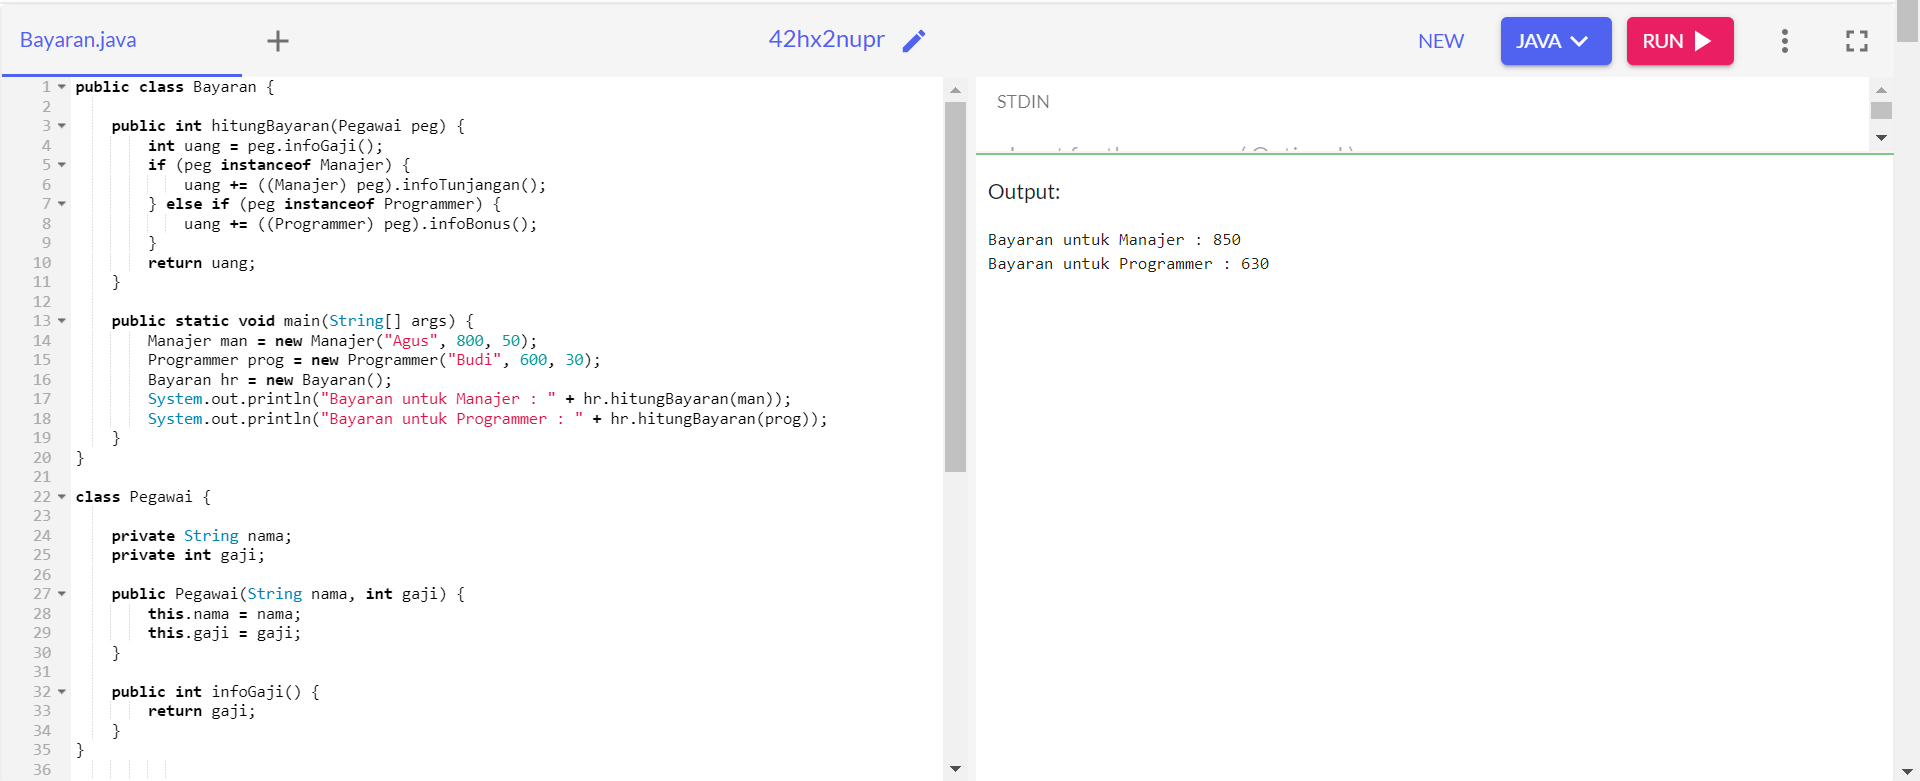 Bayaran.java
42hx2nupr
NEW
JAVA
RUN
1 public class Bayaran {
2
3 public int hitungBayaran(Pegawai peg) {
4 int uang = peg.infoGaji();
5 if (peg instanceof Manajer) {
6 uang += ((Manajer) peg).infoTunjangan();
7 } else if (peg instanceof Programmer) {
8 uang += ((Programmer) peg).infoBonus();
9 }
10 return uang;
11 }
12
13 public static void main(String[] args) {
14 Manajer man = new Manajer("Agus", 800, 50);
15 Programmer prog = new Programmer("Budi", 600, 30);
16 Bayaran hr = new Bayaran();
17 System.out.println("Bayaran untuk Manajer : " + hr.hitungBayaran(man));
18 System.out.println("Bayaran untuk Programmer : " + hr.hitungBayaran(prog));
19 }
20 }
21
22 class Pegawai {
23
24 private String nama;
25 private int gaji;
26
27 public Pegawai(String nama, int gaji) {
28 this.nama = nama;
29 this.gaji = gaji;
30 }
31
32 public int infoGaji() {
33 return gaji;
34 }
35 }
36
STDIN
Output:
Bayaran untuk Manajer : 850
Bayaran untuk Programmer : 630